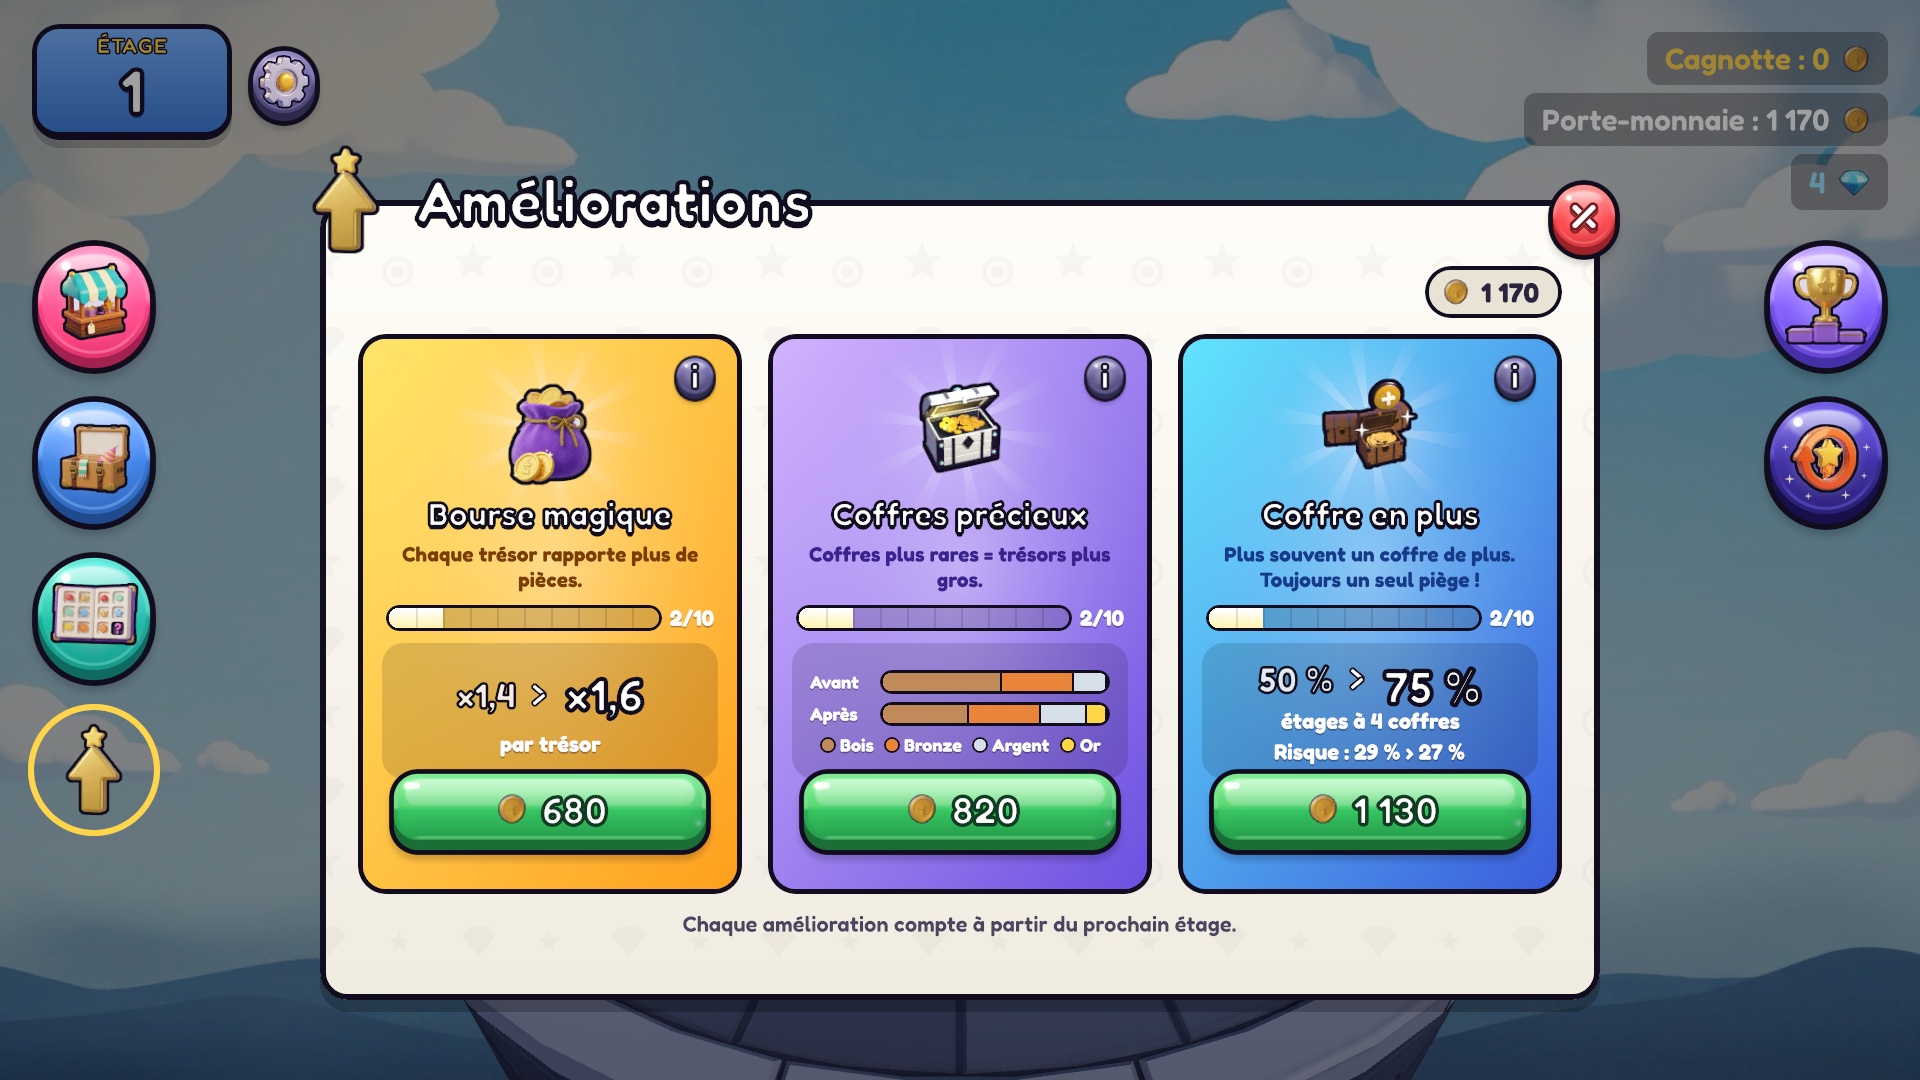 ÉTAGE
1
Cagnotte : 0
Porte-monnaie : 1 170
4
Améliorations
1 170
Bourse magique
Chaque trésor rapporte plus de
pièces.
2/10
×1,4 > ×1,6
par trésor
680
Coffres précieux
Coffres plus rares = trésors plus
gros.
2/10
Avant
Après
Bois Bronze Argent Or
820
Coffre en plus
Plus souvent un coffre de plus.
Toujours un seul piège !
2/10
50 % > 75 %
étages à 4 coffres
Risque : 29 % > 27 %
1 130
Chaque amélioration compte à partir du prochain étage.